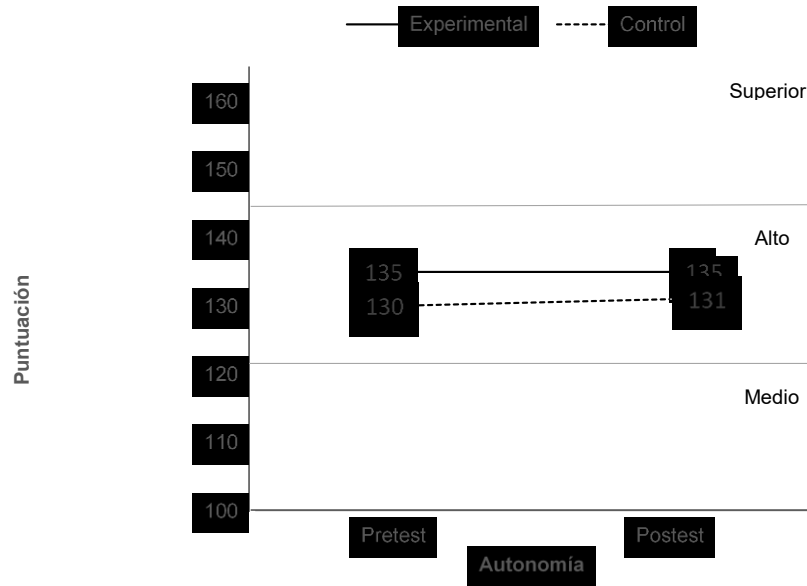 Experimental Control
Superior
160
150
140
Alto
135 135
130
130 131
Puntuación
120
Medio
110
100
Pretest Postest
Autonomía